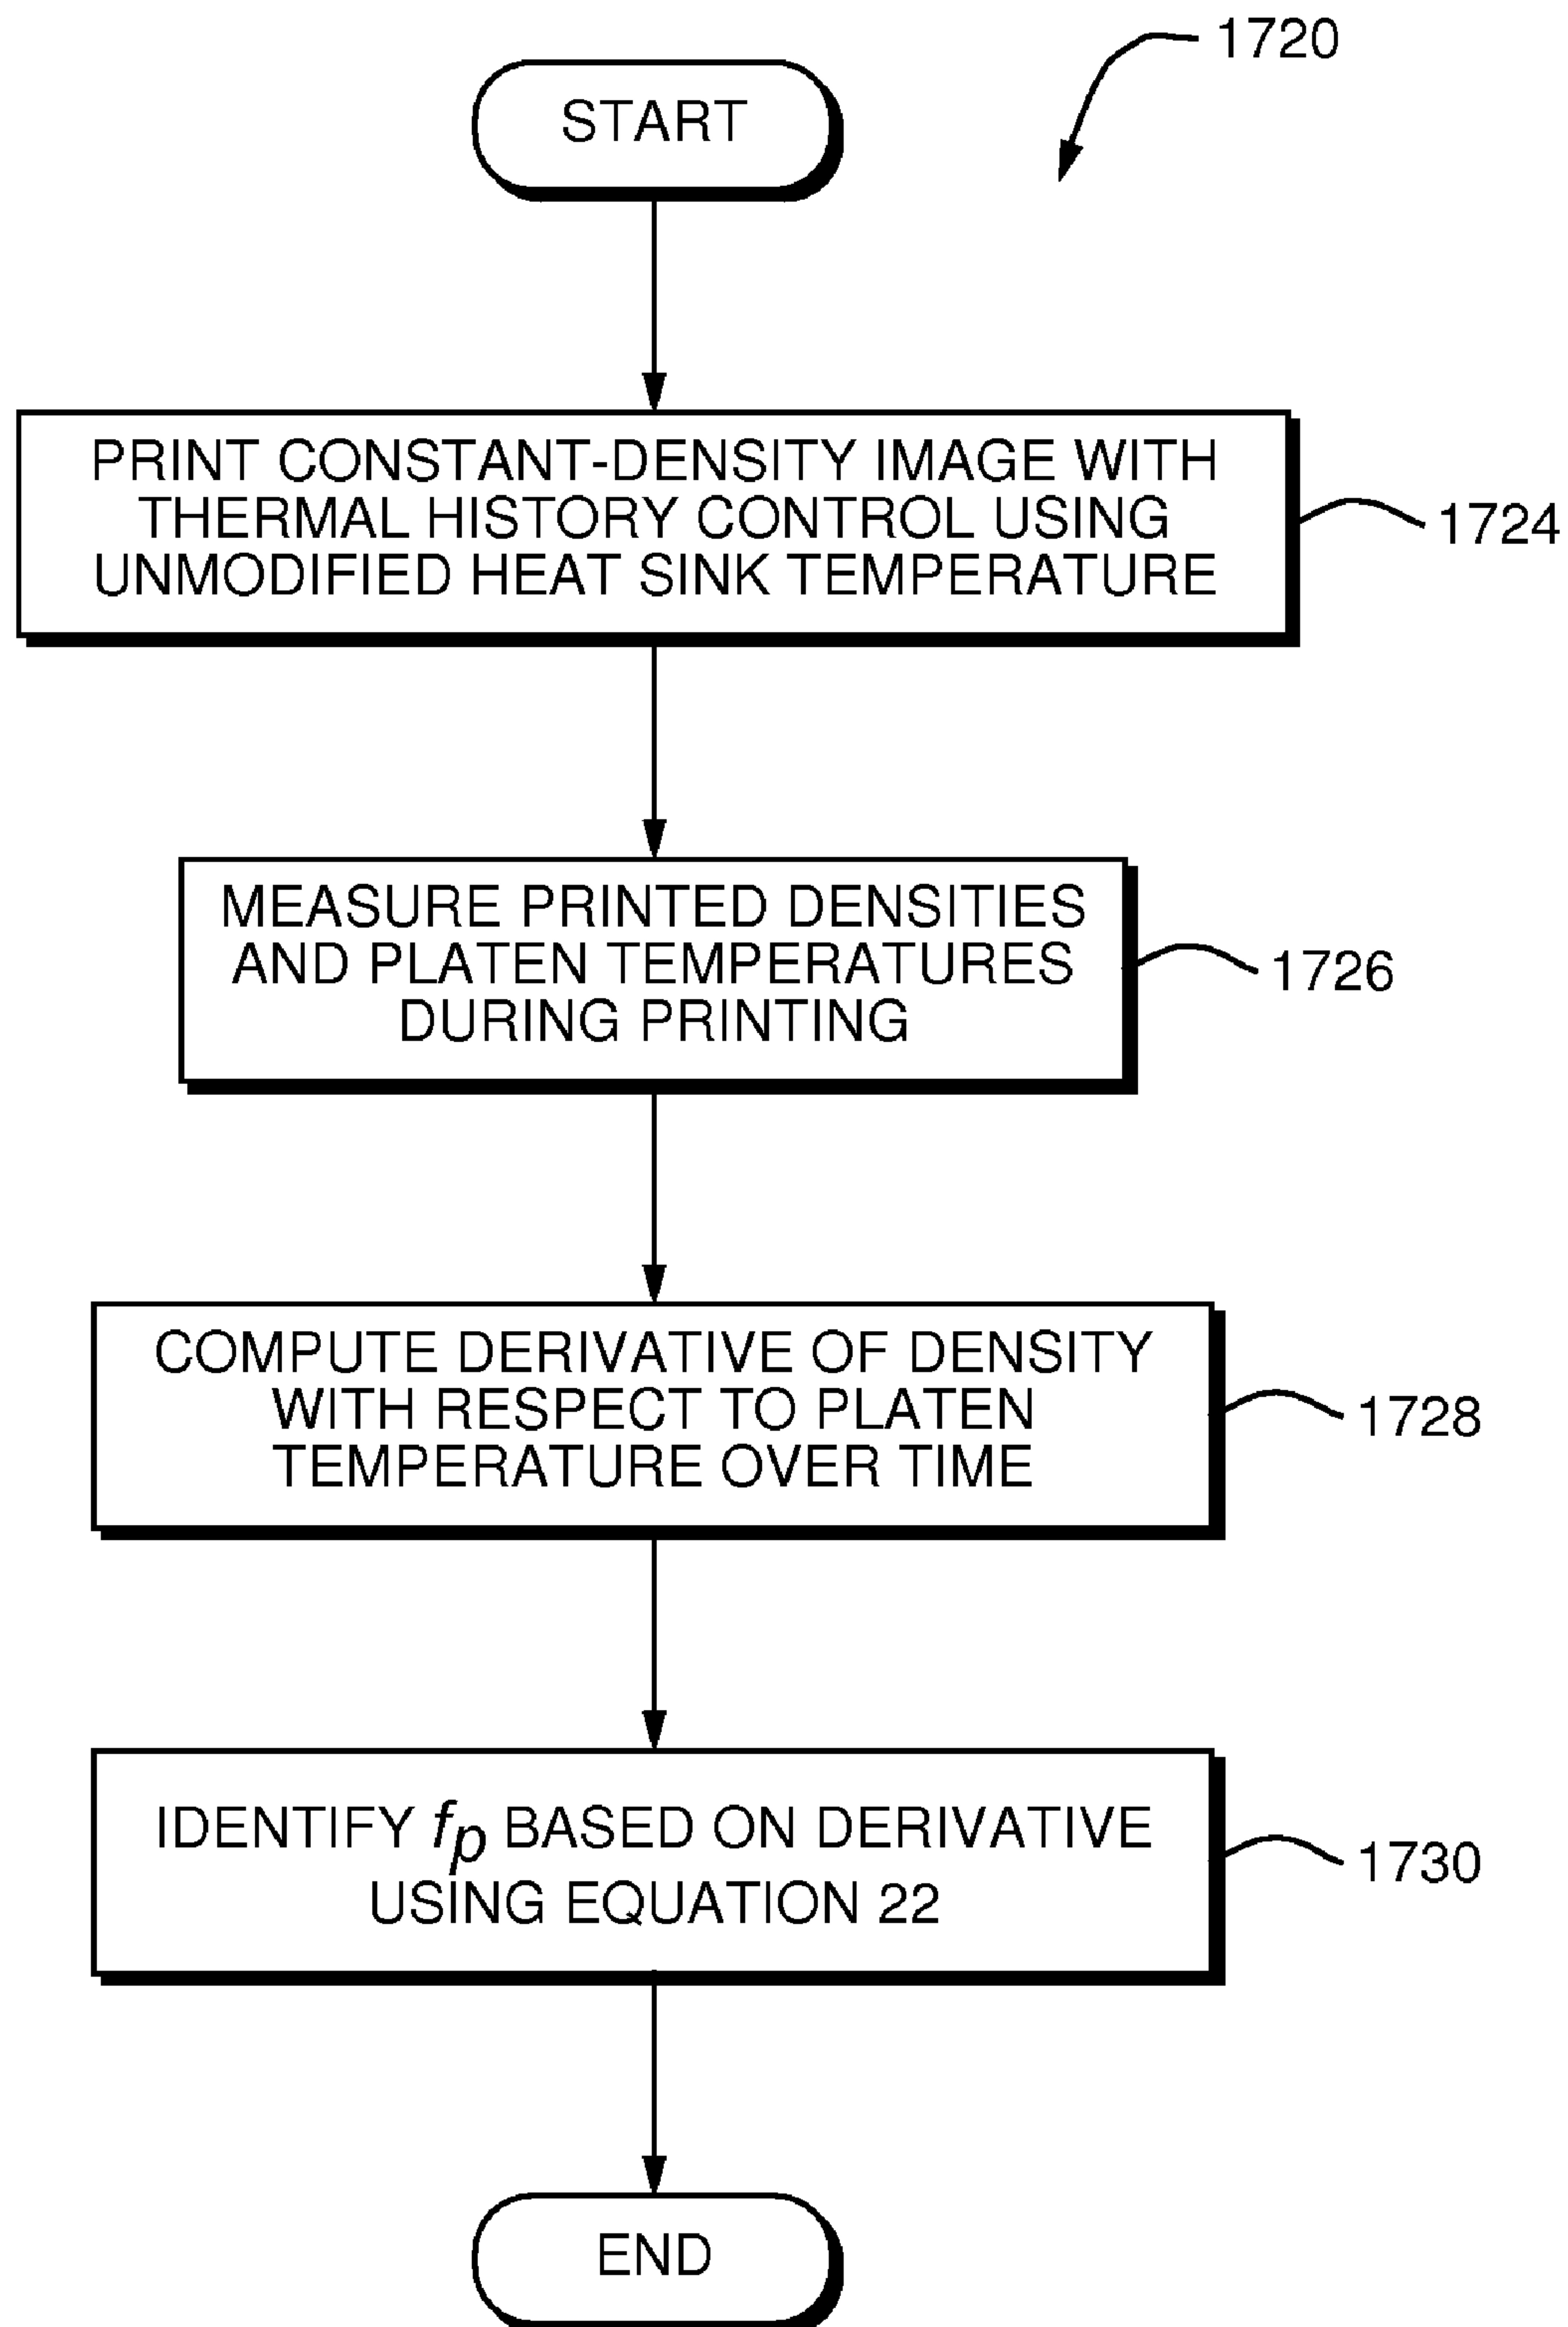 1720
START
PRINT CONSTANT-DENSITY IMAGE WITH
THERMAL HISTORY CONTROL USING
UNMODIFIED HEAT SINK TEMPERATURE
1724
MEASURE PRINTED DENSITIES
AND PLATEN TEMPERATURES
DURING PRINTING
1726
COMPUTE DERIVATIVE OF DENSITY
WITH RESPECT TO PLATEN
TEMPERATURE OVER TIME
1728
IDENTIFY fp BASED ON DERIVATIVE
USING EQUATION 22
1730
END